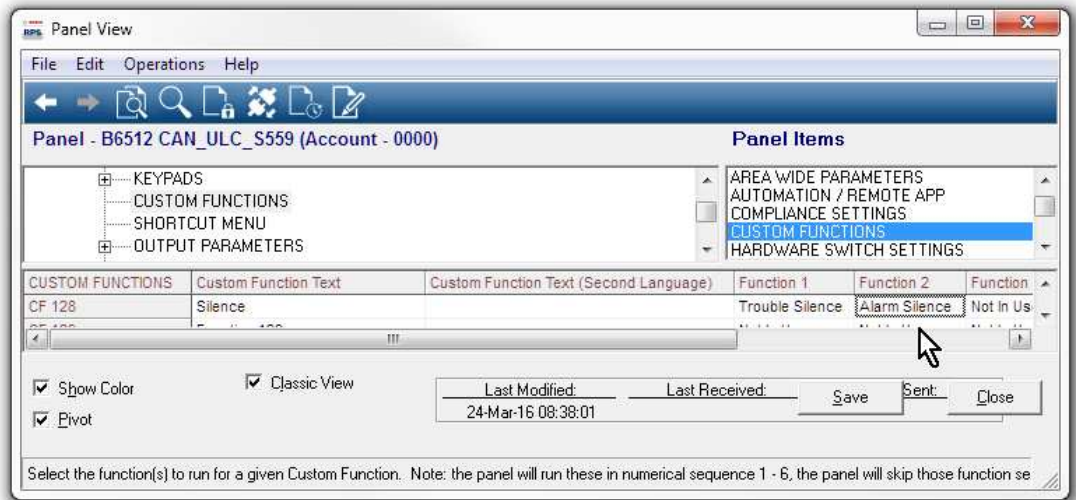 RPS Panel View
File Edit Operations Help
Panel - B6512 CAN_ULC_S559 (Account - 0000) Panel Items
KEYPADS
CUSTOM FUNCTIONS
SHORTCUT MENU
OUTPUT PARAMETERS
AREA WIDE PARAMETERS
AUTOMATION / REMOTE APP
COMPLIANCE SETTINGS
CUSTOM FUNCTIONS
HARDWARE SWITCH SETTINGS
CUSTOM FUNCTIONS Custom Function Text Custom Function Text (Second Language) Function 1 Function 2 Function
CF 128 Silence Trouble Silence Alarm Silence Not In Us
Show Color Classic View
Pivot
Last Modified: Last Received: Sent:
24-Mar-16 08:38:01
Save Close
Select the function(s) to run for a given Custom Function. Note: the panel will run these in numerical sequence 1 - 6, the panel will skip those function se